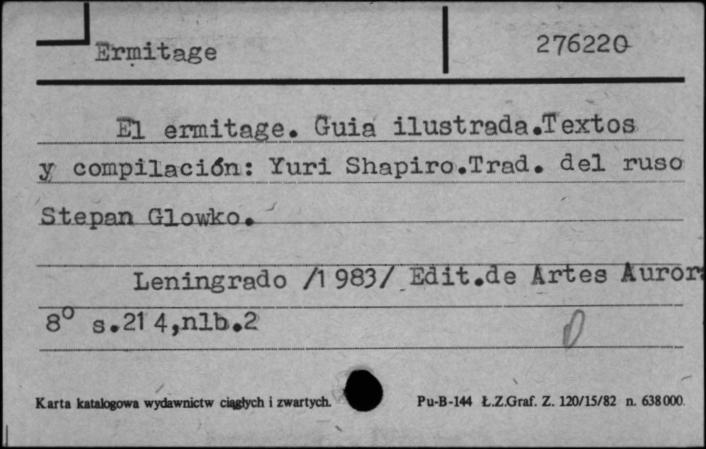 Ermitage 276220
El ermitage. Guia ilustrada.Textos
y compilación: Yuri Shapiro.Trad. del ruso
Stepan Glowko.
Leningrado /1983/ Edit.de Artes Aurora
8° s.214,nlb.2
Karta katalogowa wydawnictw ciągłych i zwartych. Pu-B-144 Ł.Z.Graf. Z. 120/15/82 n. 638000.